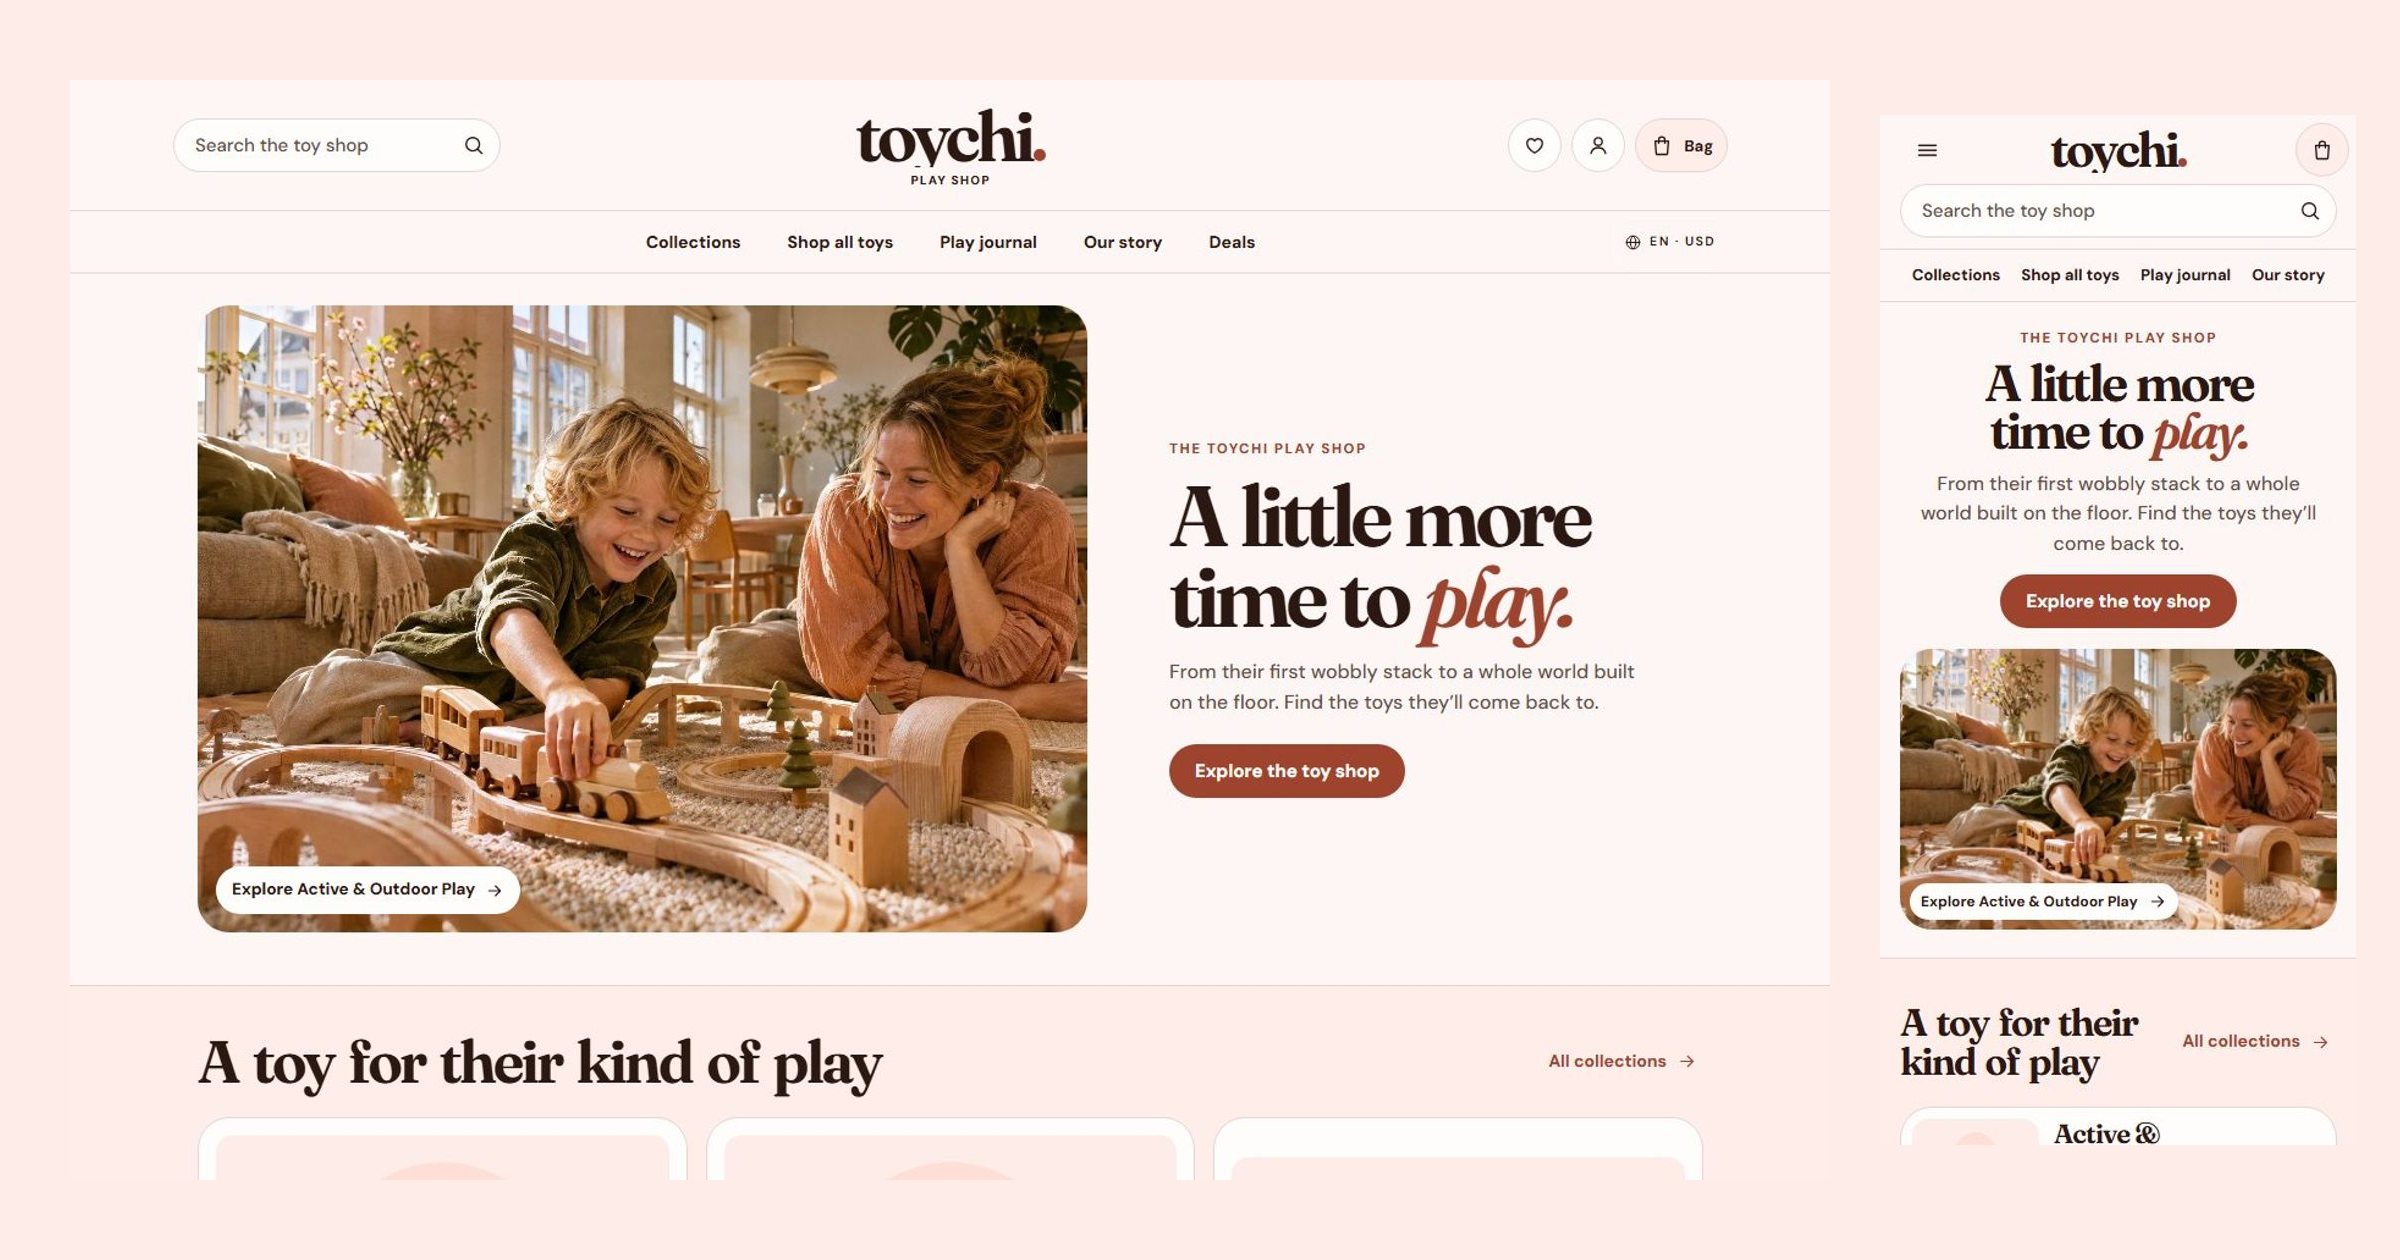 Search the toy shop
toychi.
PLAY SHOP
Bag
Collections
Shop all toys
Play journal
Our story
Deals
EN · USD
THE TOYCHI PLAY SHOP
A little more
time to play.
From their first wobbly stack to a whole world built
on the floor. Find the toys they’ll come back to.
Explore the toy shop
Explore Active & Outdoor Play
A toy for their kind of play
All collections
toychi.
Search the toy shop
Collections
Shop all toys
Play journal
Our story
THE TOYCHI PLAY SHOP
A little more
time to play.
From their first wobbly stack to a whole
world built on the floor. Find the toys they’ll
come back to.
Explore the toy shop
Explore Active & Outdoor Play
A toy for their
kind of play
All collections
Active &